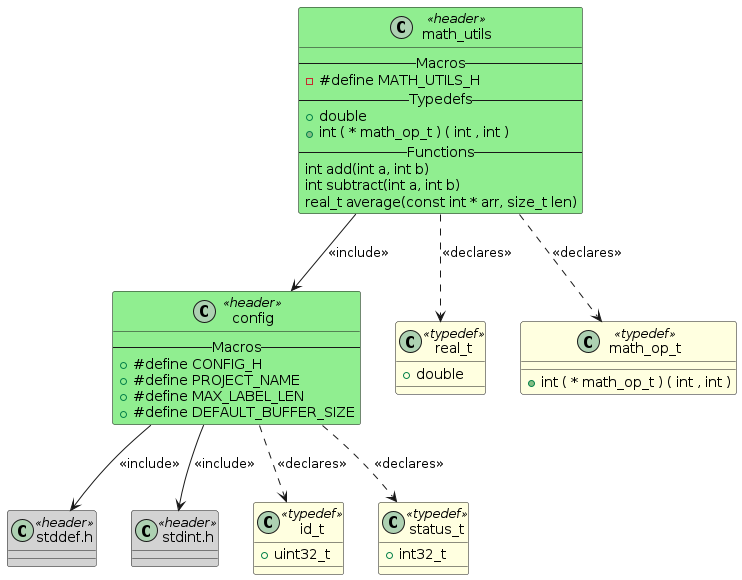 «header»
C math_utils
Macros
#define MATH_UTILS_H
Typedefs
double
int ( * math_op_t ) ( int , int )
Functions
int add(int a, int b)
int subtract(int a, int b)
real_t average(const int * arr, size_t len)
«include»
«declares»
«declares»
«header»
C config
Macros
#define CONFIG_H
#define PROJECT_NAME
#define MAX_LABEL_LEN
#define DEFAULT_BUFFER_SIZE
«typedef»
C real_t
double
«typedef»
C math_op_t
int ( * math_op_t ) ( int , int )
«include»
«include»
«declares»
«declares»
«header»
C stddef.h
«header»
C stdint.h
«typedef»
C id_t
uint32_t
«typedef»
C status_t
int32_t